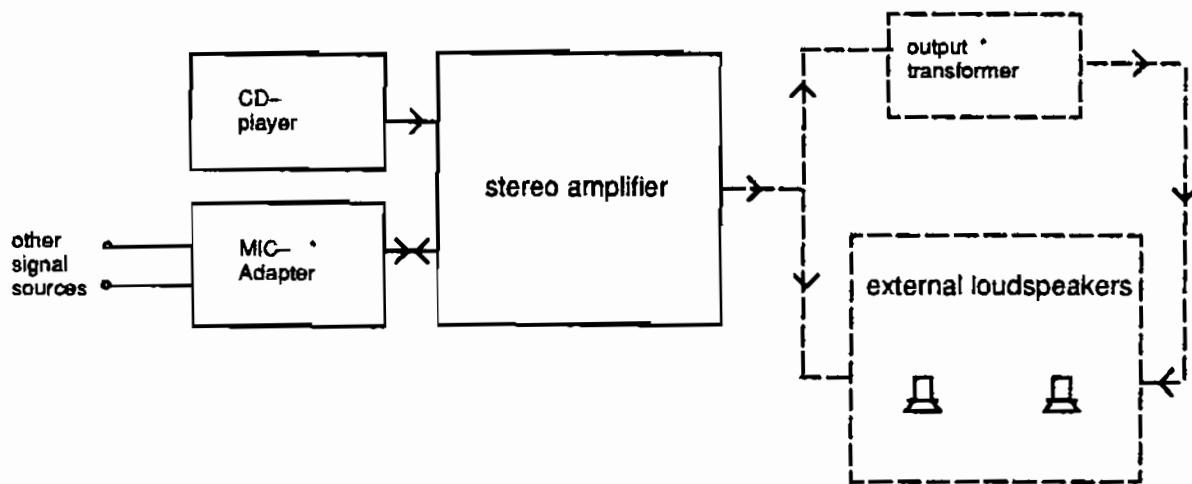 CD–
player
other
signal
sources
MIC– *
Adapter
stereo amplifier
output *
transformer
external loudspeakers